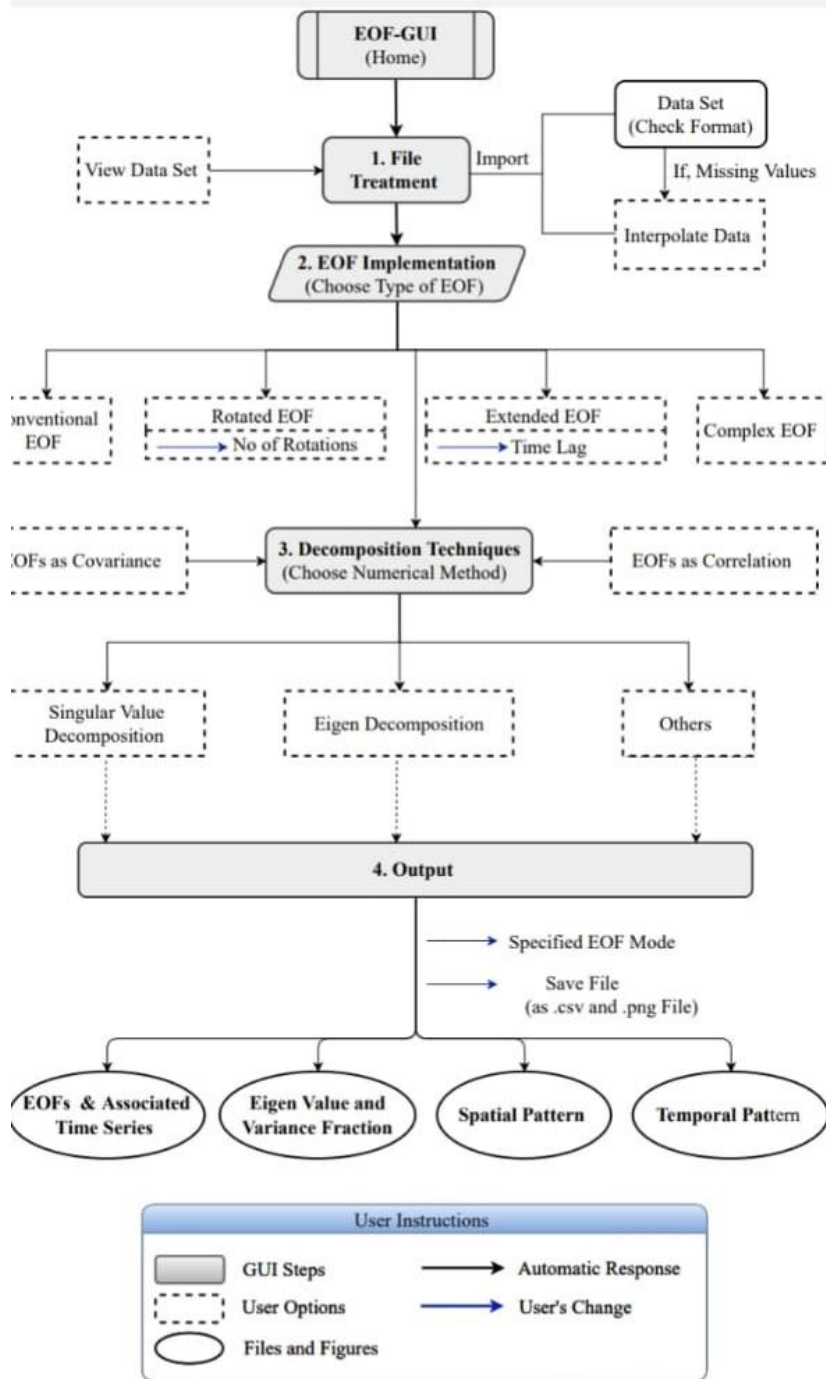 EOF-GUI
(Home)
View Data Set
1. File
Treatment
Import
Data Set
(Check Format)
If, Missing Values
Interpolate Data
2. EOF Implementation
(Choose Type of EOF)
onventional
EOF
Rotated EOF
No of Rotations
Extended EOF
Time Lag
Complex EOF
EOFs as Covariance
3. Decomposition Techniques
(Choose Numerical Method)
EOFs as Correlation
Singular Value
Decomposition
Eigen Decomposition
Others
4. Output
Specified EOF Mode
Save File
(as .csv and .png File)
EOFs & Associated
Time Series
Eigen Value and
Variance Fraction
Spatial Pattern
Temporal Pattern
User Instructions
GUI Steps
Automatic Response
User Options
User's Change
Files and Figures